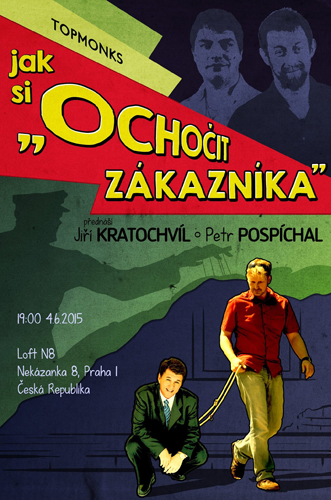 TOPMONKS
jak
si
„OCHOČIT
ZÁKAZNÍKA”
přednáší
Jiří KRATOCHVÍL o Petr POSPÍCHAL
19:00 4.6.2015
Loft N8
Nekázanka 8, Praha 1
Česká Republika